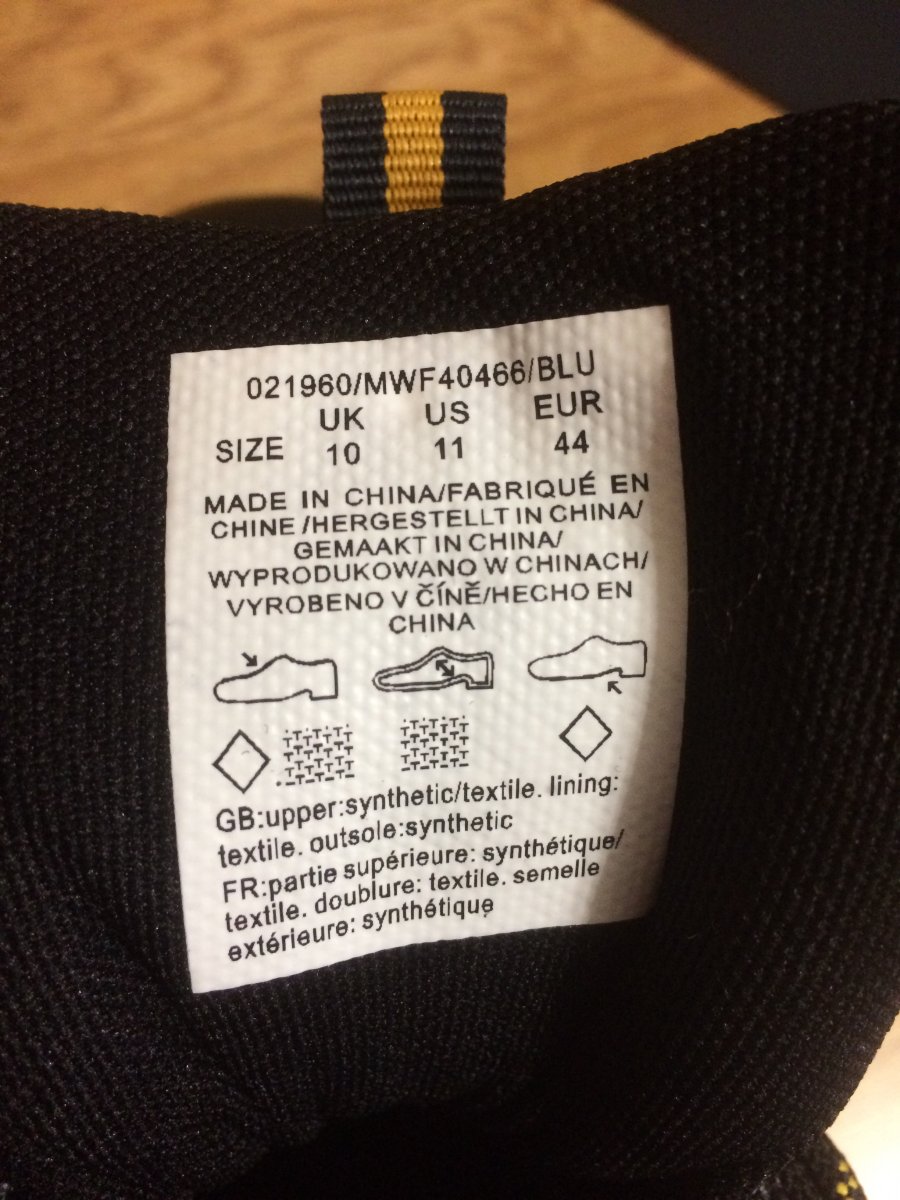 021960/MWF40466/BLU
UK US EUR
SIZE 10 11 44
MADE IN CHINA/FABRIQUÉ EN
CHINE /HERGESTELLT IN CHINA/
GEMAAKT IN CHINA/
WYPRODUKOWANO W CHINACH/
VYROBENO V ČÍNĚ/HECHO EN
CHINA
GB:upper:synthetic/textile. lining:
textile. outsole:synthetic
FR:partie supérieure: synthétique/
textile. doublure: textile. semelle
extérieure: synthétique